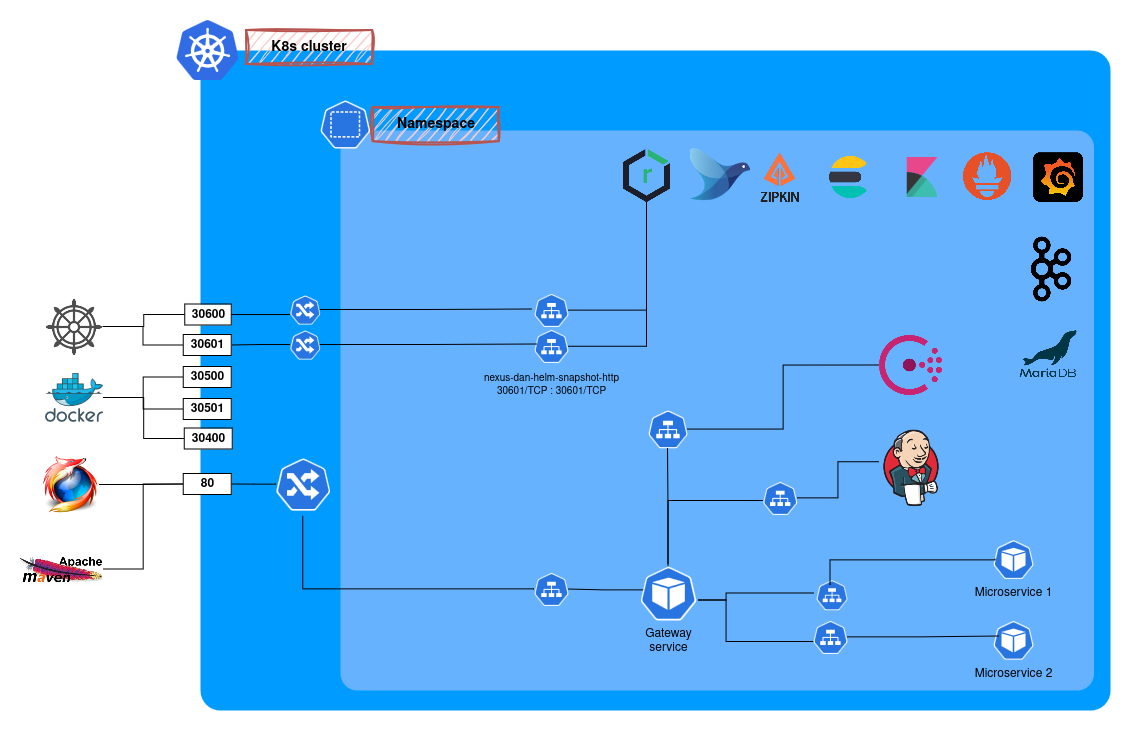 K8s cluster
Namespace
r
ZIPKIN
30600
30601
nexus-dan-helm-snapshot-http
30601/TCP : 30601/TCP
MariaDB
30500
docker
30501
30400
80
Apache
maven
Microservice 1
Gateway
service
Microservice 2